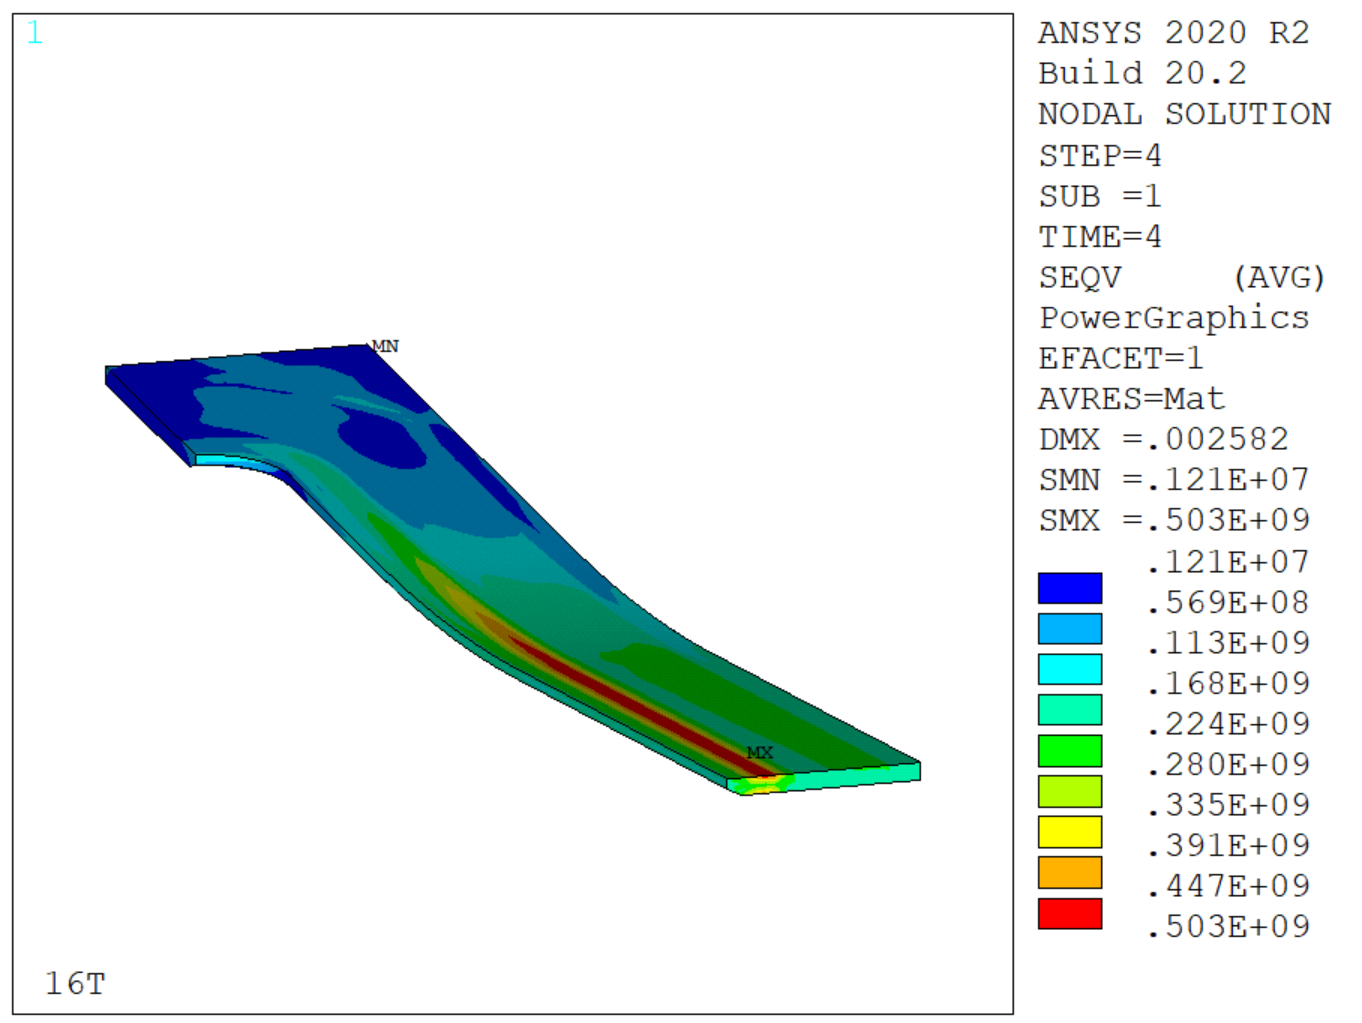 1
ANSYS 2020 R2
Build 20.2
NODAL SOLUTION
STEP=4
SUB =1
TIME=4
SEQV (AVG)
PowerGraphics
EFACET=1
AVRES=Mat
DMX =.002582
SMN =.121E+07
SMX =.503E+09
.121E+07
.569E+08
.113E+09
.168E+09
.224E+09
.280E+09
.335E+09
.391E+09
.447E+09
.503E+09
MN
MX
16T